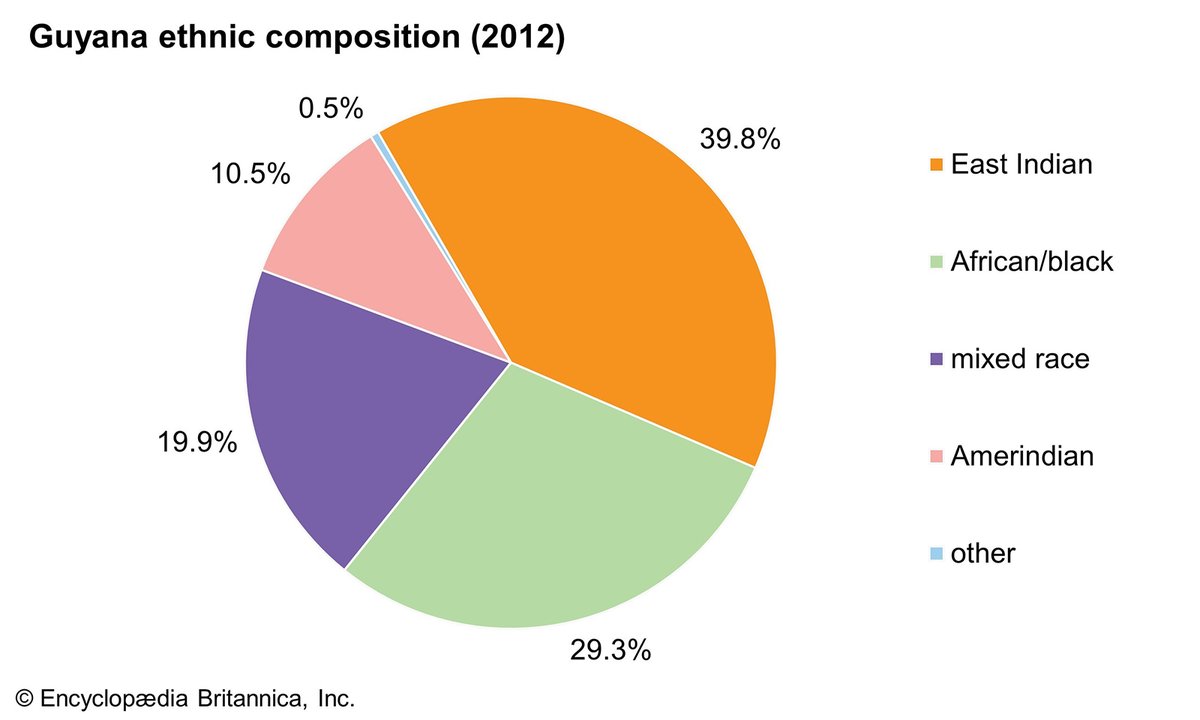 Guyana ethnic composition (2012)
0.5%
39.8%
10.5%
19.9%
29.3%
East Indian
African/black
mixed race
Amerindian
other
© Encyclopædia Britannica, Inc.